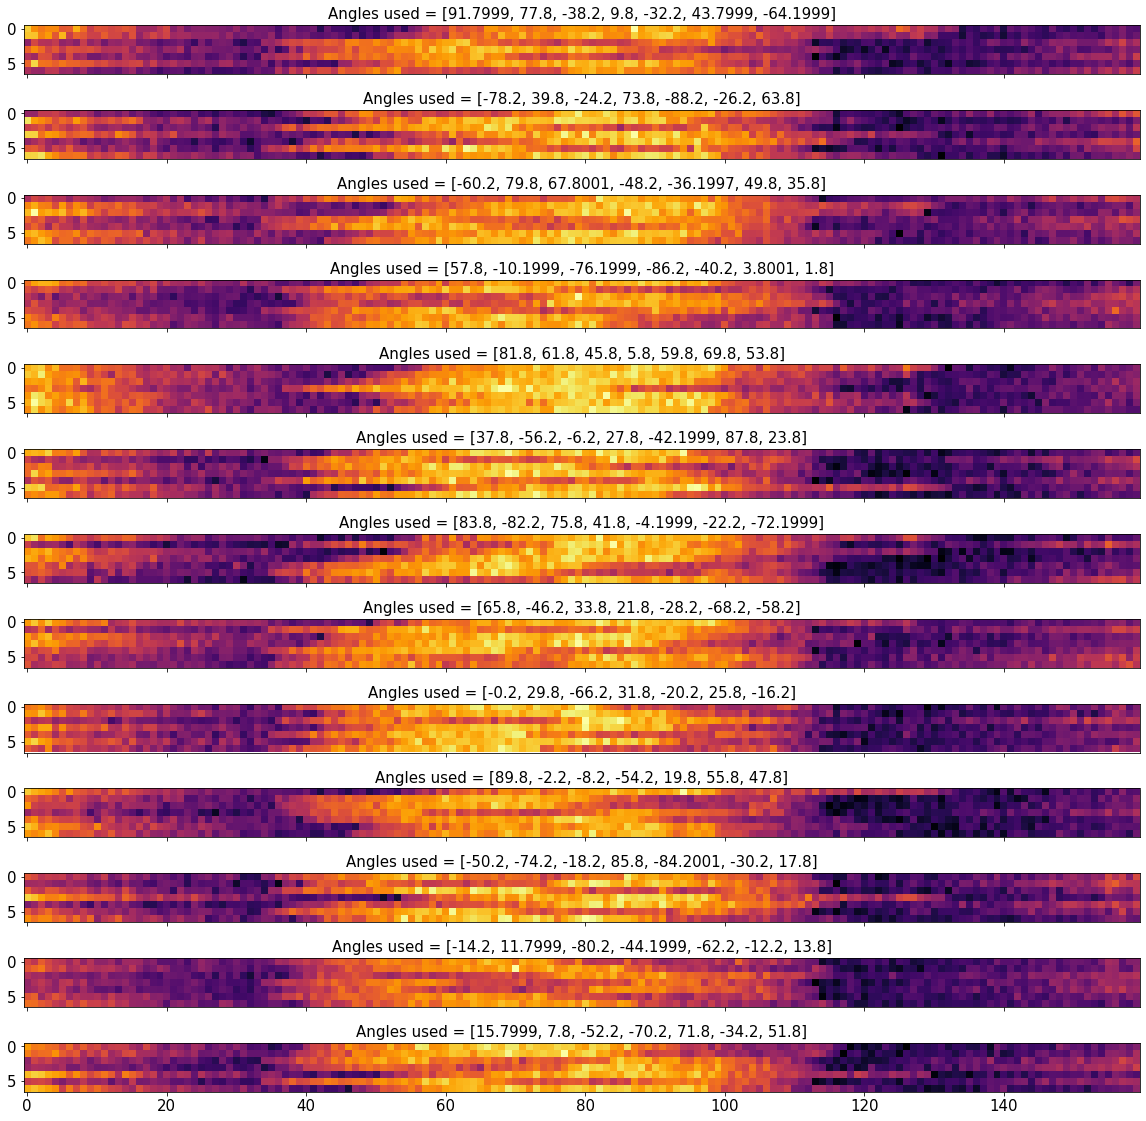 Angles used = [91.7999, 77.8, -38.2, 9.8, -32.2, 43.7999, -64.1999]
0
5
Angles used = [-78.2, 39.8, -24.2, 73.8, -88.2, -26.2, 63.8]
0
5
Angles used = [-60.2, 79.8, 67.8001, -48.2, -36.1997, 49.8, 35.8]
0
5
Angles used = [57.8, -10.1999, -76.1999, -86.2, -40.2, 3.8001, 1.8]
0
5
Angles used = [81.8, 61.8, 45.8, 5.8, 59.8, 69.8, 53.8]
0
5
Angles used = [37.8, -56.2, -6.2, 27.8, -42.1999, 87.8, 23.8]
0
5
Angles used = [83.8, -82.2, 75.8, 41.8, -4.1999, -22.2, -72.1999]
0
5
Angles used = [65.8, -46.2, 33.8, 21.8, -28.2, -68.2, -58.2]
0
5
Angles used = [-0.2, 29.8, -66.2, 31.8, -20.2, 25.8, -16.2]
0
5
Angles used = [89.8, -2.2, -8.2, -54.2, 19.8, 55.8, 47.8]
0
5
Angles used = [-50.2, -74.2, -18.2, 85.8, -84.2001, -30.2, 17.8]
0
5
Angles used = [-14.2, 11.7999, -80.2, -44.1999, -62.2, -12.2, 13.8]
0
5
Angles used = [15.7999, 7.8, -52.2, -70.2, 71.8, -34.2, 51.8]
0
5
0 20 40 60 80 100 120 140